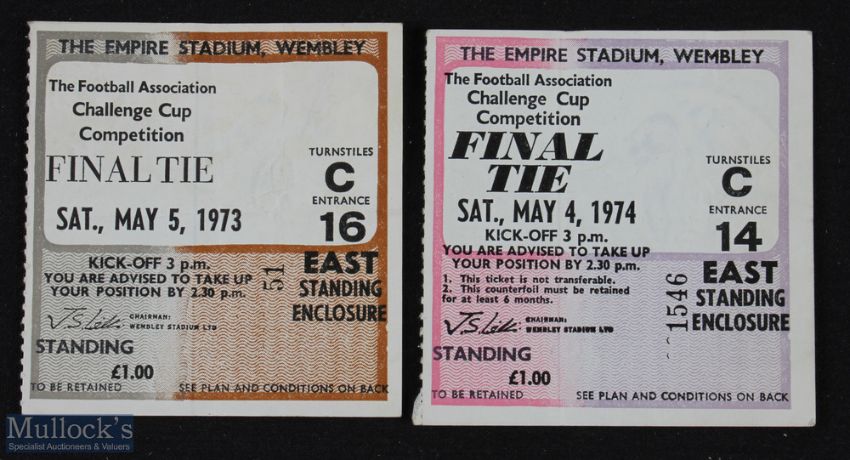 THE EMPIRE STADIUM, WEMBLEY
The Football Association
Challenge Cup
Competition
FINAL TIE
SAT., MAY 5, 1973
TURNSTILES
C
ENTRANCE
16
KICK-OFF 3 p.m.
YOU ARE ADVISED TO TAKE UP
YOUR POSITION BY 2.30 p.m.
51
EAST
STANDING
ENCLOSURE
CHAIRMAN:
WEMBLEY STADIUM LTD
STANDING
£1.00
TO BE RETAINED
SEE PLAN AND CONDITIONS ON BACK
THE EMPIRE STADIUM, WEMBLEY
The Football Association
Challenge Cup
Competition
FINAL
TIE
SAT., MAY 4, 1974
KICK-OFF 3 p.m.
YOU ARE ADVISED TO TAKE UP
YOUR POSITION BY 2.30 p.m.
TURNSTILES
C
ENTRANCE
14
1. This ticket is not transferable.
2. This counterfoil must be retained
for at least 6 months.
1546
EAST
STANDING
ENCLOSURE
CHAIRMAN:
WEMBLEY STADIUM LTD
STANDING
£1.00
TO BE RETAINED
SEE PLAN AND CONDITIONS ON BACK
Mullock's
Specialist Auctioneers & Valuers